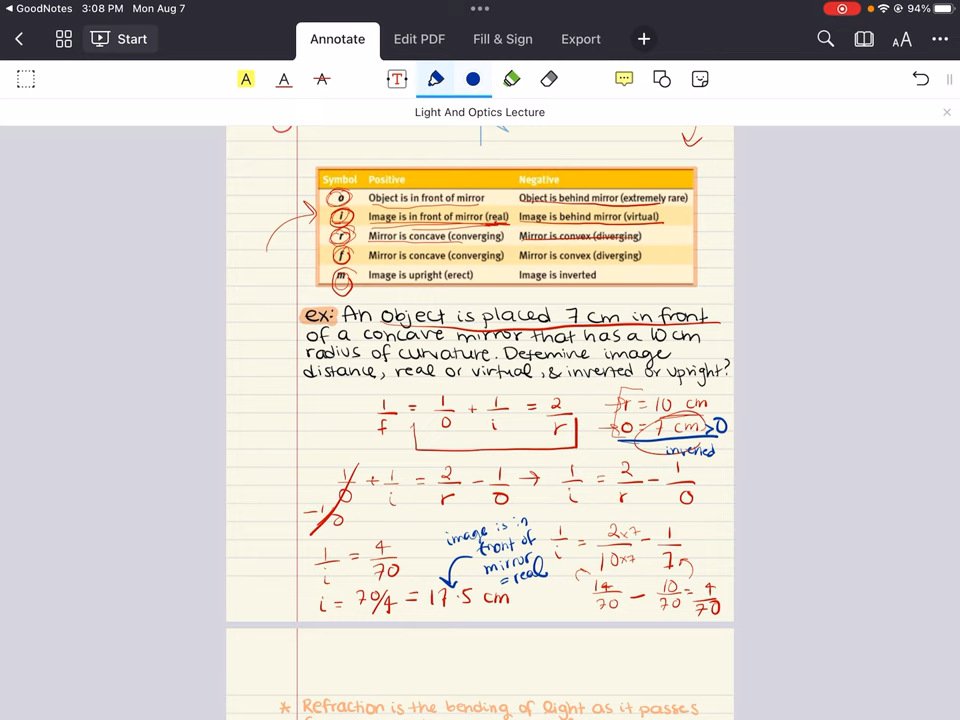 GoodNotes 3:08 PM Mon Aug 7 94%
Start Annotate Edit PDF Fill & Sign Export
A A A T
Light And Optics Lecture
Symbol Positive Negative
o Object is in front of mirror Object is behind mirror (extremely rare)
i Image is in front of mirror (real) Image is behind mirror (virtual)
r Mirror is concave (converging) Mirror is convex (diverging)
f Mirror is concave (converging) Mirror is convex (diverging)
m Image is upright (erect) Image is inverted
ex: An object is placed 7 cm in front
of a concave mirror that has a 10 cm
radius of curvature. Detemine image
distance, real or virtual, & inverted or upright?
1/f = 1/o + 1/i = 2/r
r = 10 cm
o = 7 cm > 0
inverted
1/o + 1/i = 2/r - 1/o → 1/i = 2/r - 1/o
-1/o
image is in
front of
mirror
= real
1/i = 2×7/10×7 - 1/7
1/i = 4/70
14/70 - 10/70 = 4/70
i = 70/4 = 17.5 cm
* Refraction is the bending of light as it passes